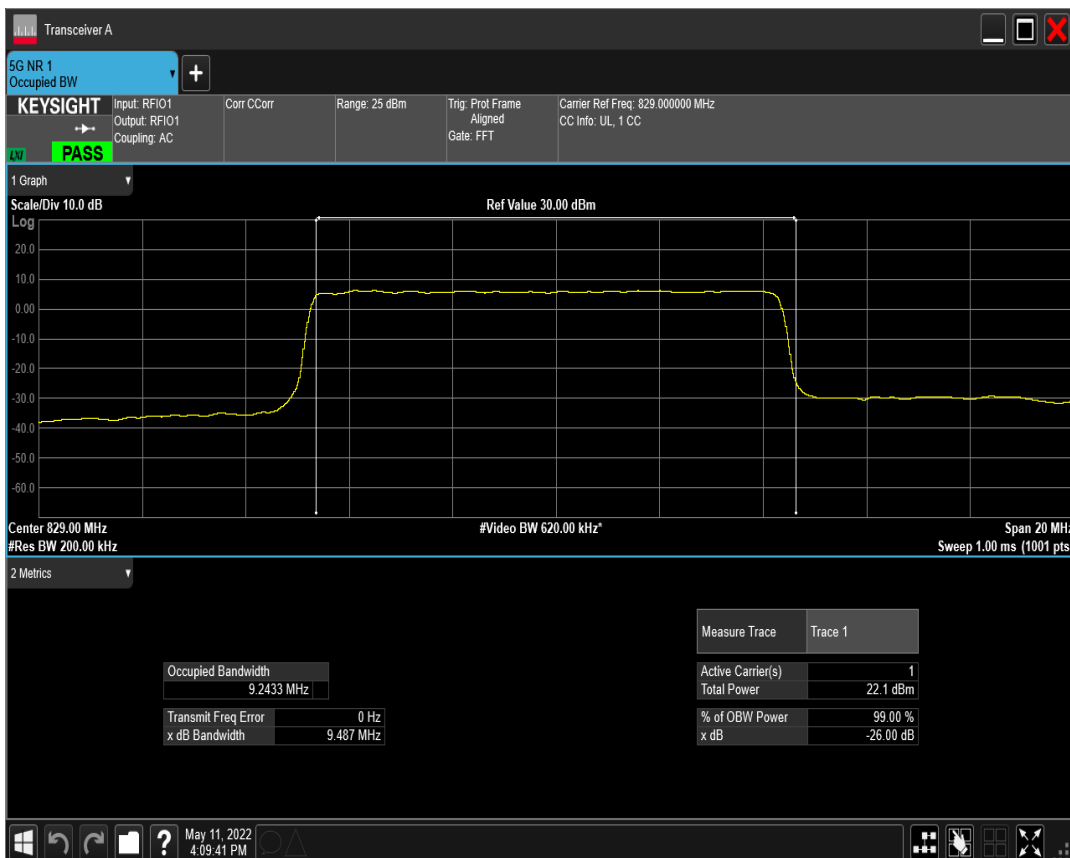 Transceiver A
5G NR 1
Occupied BW
KEYSIGHT
LXI
PASS
Input: RFIO1
Output: RFIO1
Coupling: AC
Corr CCorr
Range: 25 dBm
Trig: Prot Frame
Aligned
Gate: FFT
Carrier Ref Freq: 829.000000 MHz
CC Info: UL, 1 CC
1 Graph
Scale/Div 10.0 dB
Ref Value 30.00 dBm
Log
20.0
10.0
0.00
-10.0
-20.0
-30.0
-40.0
-50.0
-60.0
Center 829.00 MHz
#Video BW 620.00 kHz*
Span 20 MHz
#Res BW 200.00 kHz
Sweep 1.00 ms (1001 pts
2 Metrics
Measure Trace Trace 1
Occupied Bandwidth
9.2433 MHz
Active Carrier(s) 1
Total Power 22.1 dBm
Transmit Freq Error 0 Hz
x dB Bandwidth 9.487 MHz
% of OBW Power 99.00 %
x dB -26.00 dB
?
May 11, 2022
4:09:41 PM